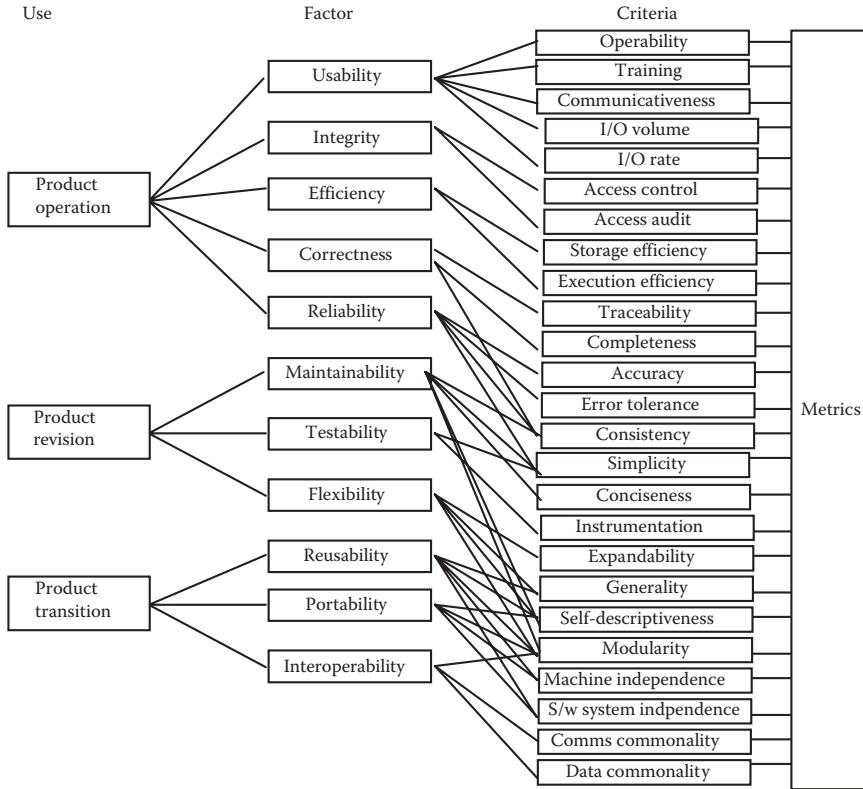 Use
Factor
Criteria
Product
operation
Product
revision
Product
transition
Usability
Integrity
Efficiency
Correctness
Reliability
Maintainability
Testability
Flexibility
Reusability
Portability
Interoperability
Operability
Training
Communicativeness
I/O volume
I/O rate
Access control
Access audit
Storage efficiency
Execution efficiency
Traceability
Completeness
Accuracy
Error tolerance
Consistency
Simplicity
Conciseness
Instrumentation
Expandability
Generality
Self-descriptiveness
Modularity
Machine independence
S/w system indpendence
Comms commonality
Data commonality
Metrics